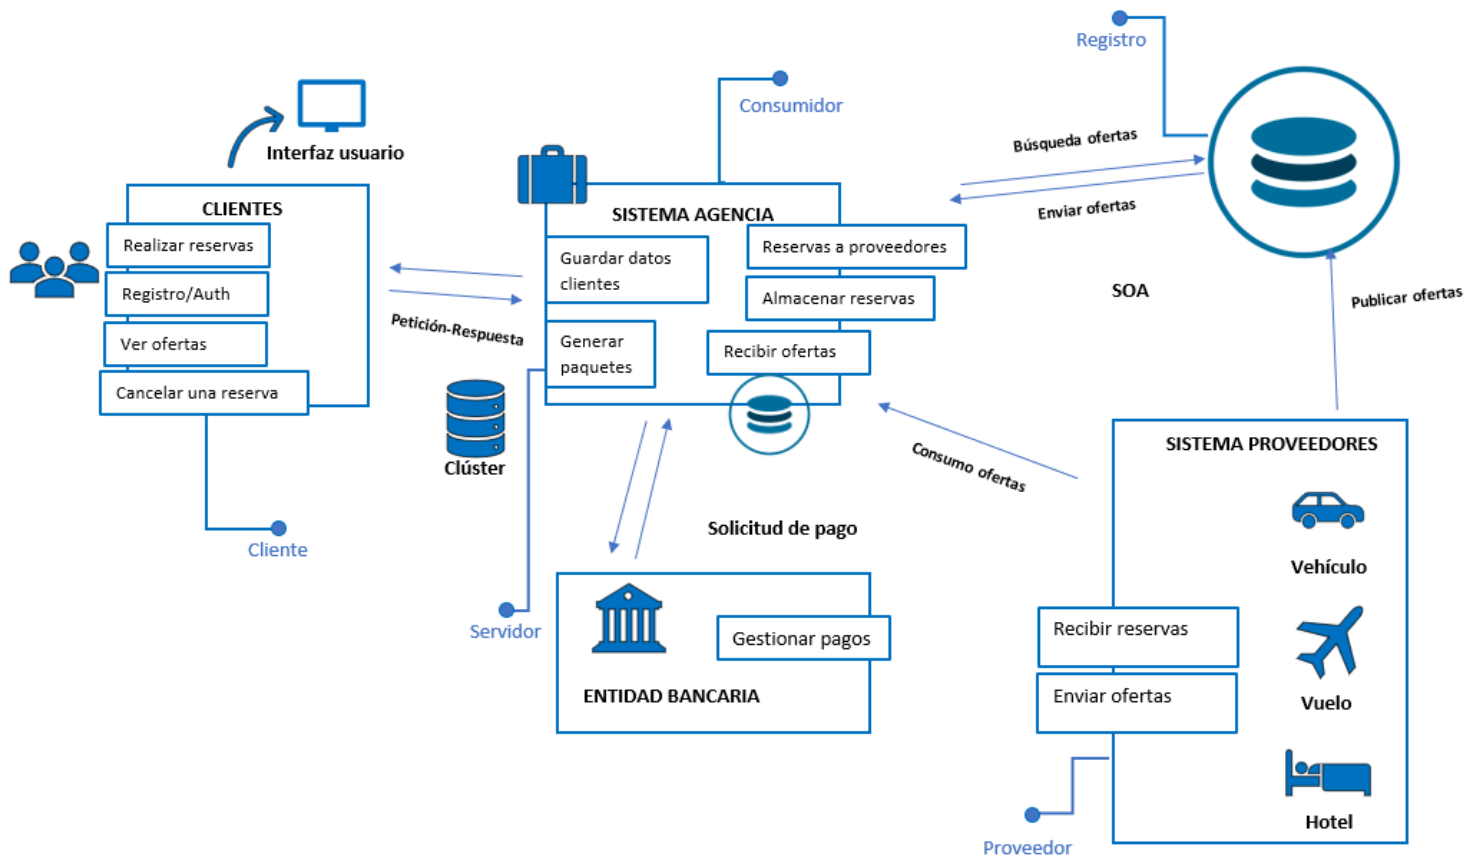 Registro
Consumidor
Interfaz usuario
Búsqueda ofertas
Enviar ofertas
CLIENTES
Realizar reservas
Registro/Auth
Ver ofertas
Cancelar una reserva
Petición-Respuesta
SISTEMA AGENCIA
Guardar datos
clientes
Generar
paquetes
Reservas a proveedores
Almacenar reservas
Recibir ofertas
SOA
Publicar ofertas
Clúster
Consumo ofertas
SISTEMA PROVEEDORES
Vehículo
Solicitud de pago
Cliente
Servidor
Gestionar pagos
ENTIDAD BANCARIA
Recibir reservas
Enviar ofertas
Vuelo
Hotel
Proveedor